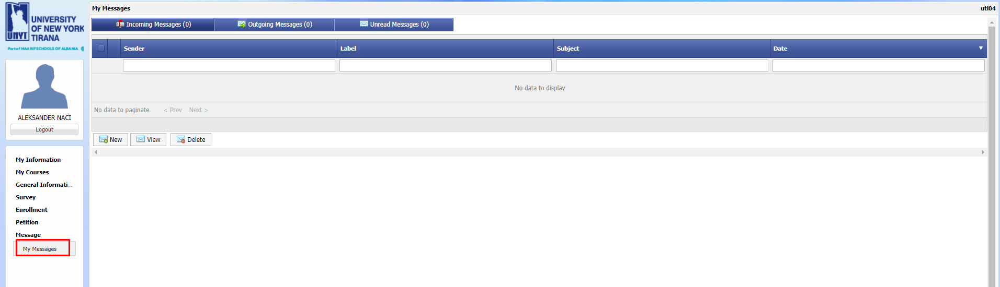 My Messages
utl04
UNIVERSITY
OF NEW YORK
TIRANA
UNYT
Part of MAARIF SCHOOLS OF ALBANIA
Incoming Messages (0)
Outgoing Messages (0)
Unread Messages (0)
Sender
Label
Subject
Date
No data to display
No data to paginate
< Prev
Next >
New
View
Delete
ALEKSANDER NACI
Logout
My Information
My Courses
General Informati...
Survey
Enrollment
Petition
Message
My Messages